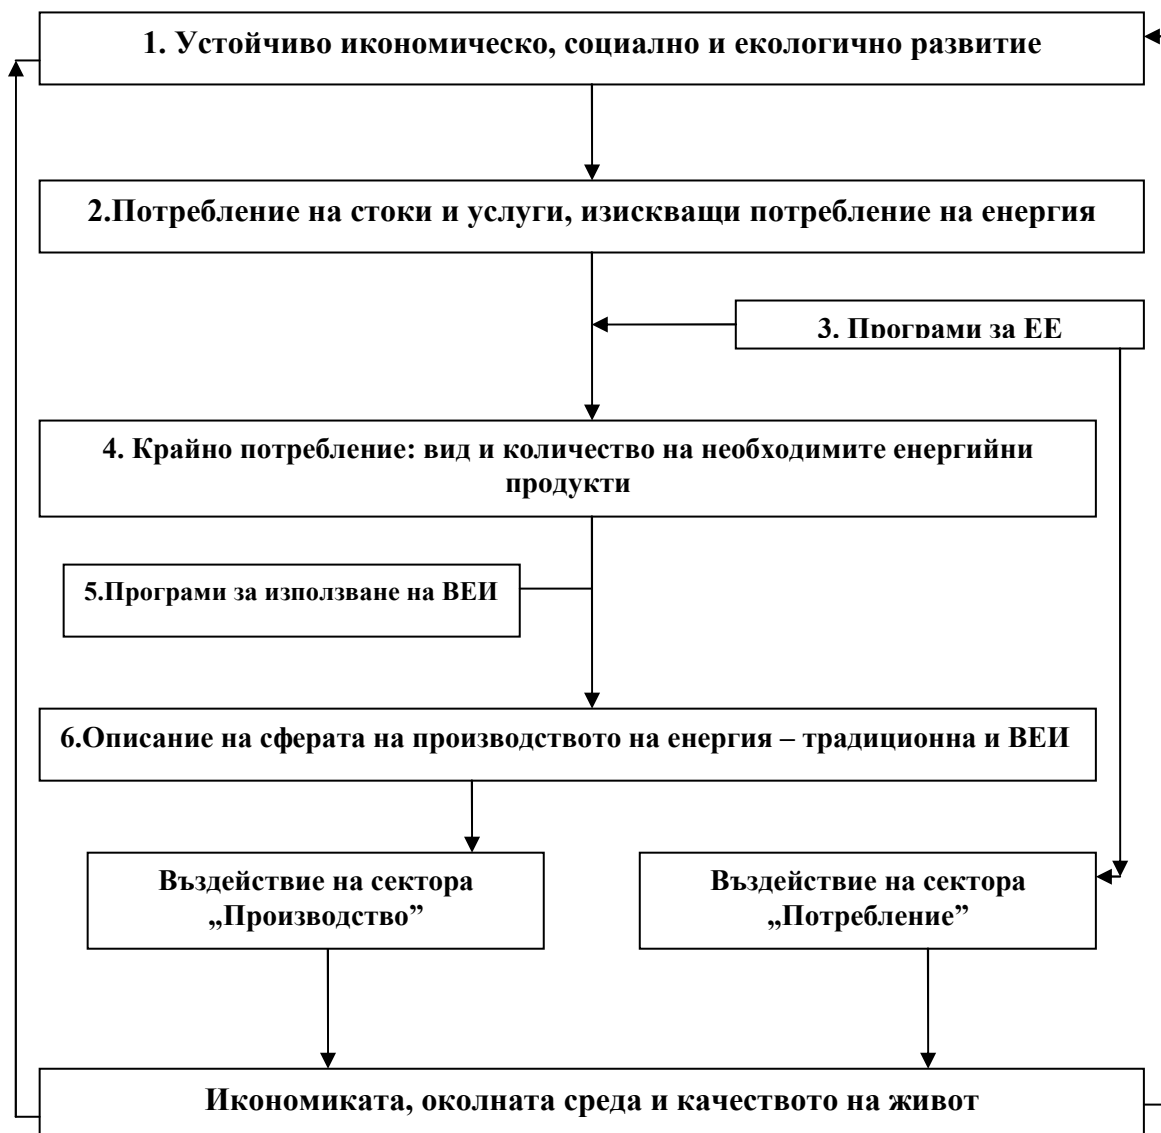 1. Устойчиво икономическо, социално и екологично развитие
2.Потребление на стоки и услуги, изискващи потребление на енергия
3. Програми за ЕЕ
4. Крайно потребление: вид и количество на необходимите енергийни
продукти
5.Програми за използване на ВЕИ
6.Описание на сферата на производството на енергия – традиционна и ВЕИ
Въздействие на сектора
„Производство”
Въздействие на сектора
„Потребление”
Икономиката, околната среда и качеството на живот